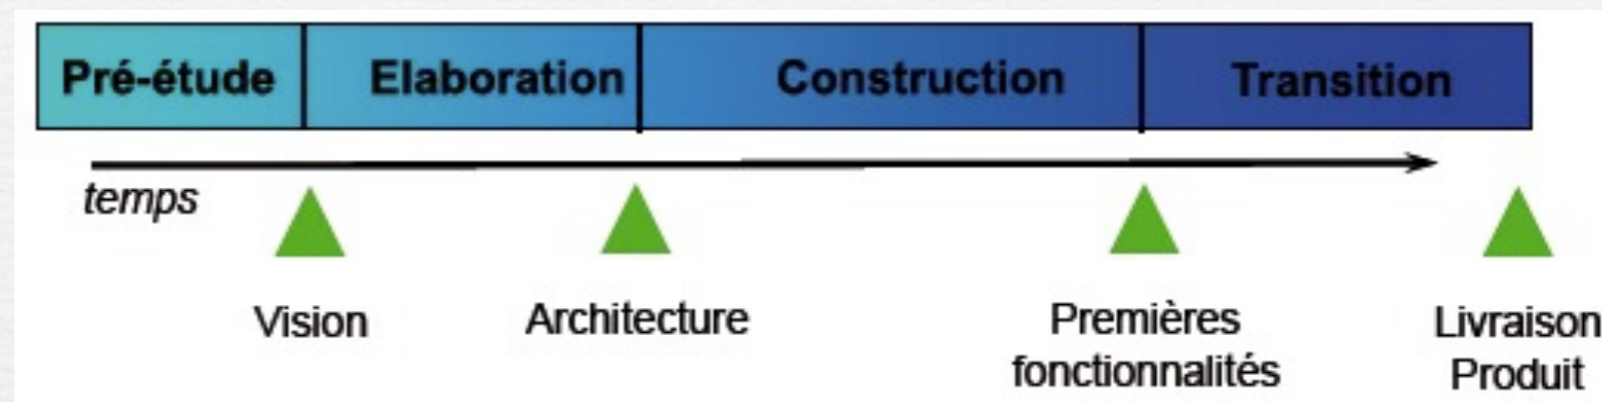 Pré-étude Elaboration Construction Transition
temps
Vision Architecture Premières fonctionnalités Livraison Produit